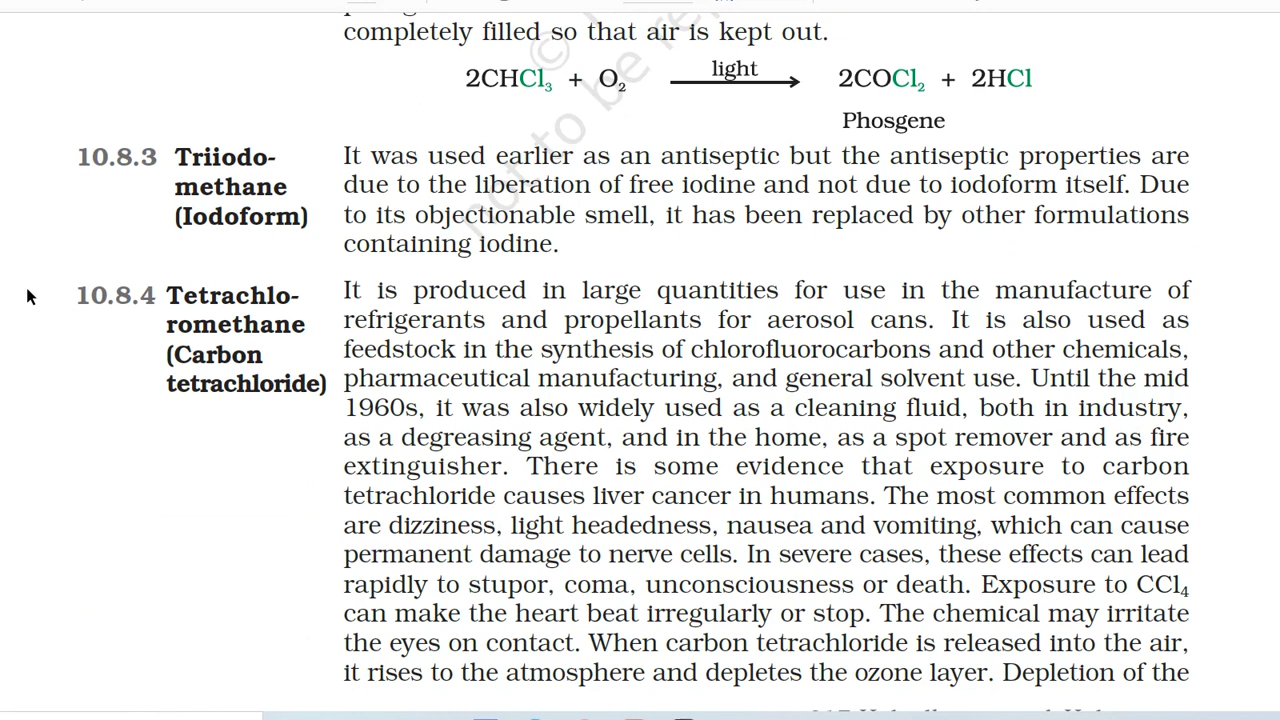 completely filled so that air is kept out.
2CHCl₃ + O₂ light 2COCl₂ + 2HCl
Phosgene
10.8.3 Triiodo-
methane
(Iodoform)
It was used earlier as an antiseptic but the antiseptic properties are
due to the liberation of free iodine and not due to iodoform itself. Due
to its objectionable smell, it has been replaced by other formulations
containing iodine.
10.8.4 Tetrachlo-
romethane
(Carbon
tetrachloride)
It is produced in large quantities for use in the manufacture of
refrigerants and propellants for aerosol cans. It is also used as
feedstock in the synthesis of chlorofluorocarbons and other chemicals,
pharmaceutical manufacturing, and general solvent use. Until the mid
1960s, it was also widely used as a cleaning fluid, both in industry,
as a degreasing agent, and in the home, as a spot remover and as fire
extinguisher. There is some evidence that exposure to carbon
tetrachloride causes liver cancer in humans. The most common effects
are dizziness, light headedness, nausea and vomiting, which can cause
permanent damage to nerve cells. In severe cases, these effects can lead
rapidly to stupor, coma, unconsciousness or death. Exposure to CCl₄
can make the heart beat irregularly or stop. The chemical may irritate
the eyes on contact. When carbon tetrachloride is released into the air,
it rises to the atmosphere and depletes the ozone layer. Depletion of the
© not to be